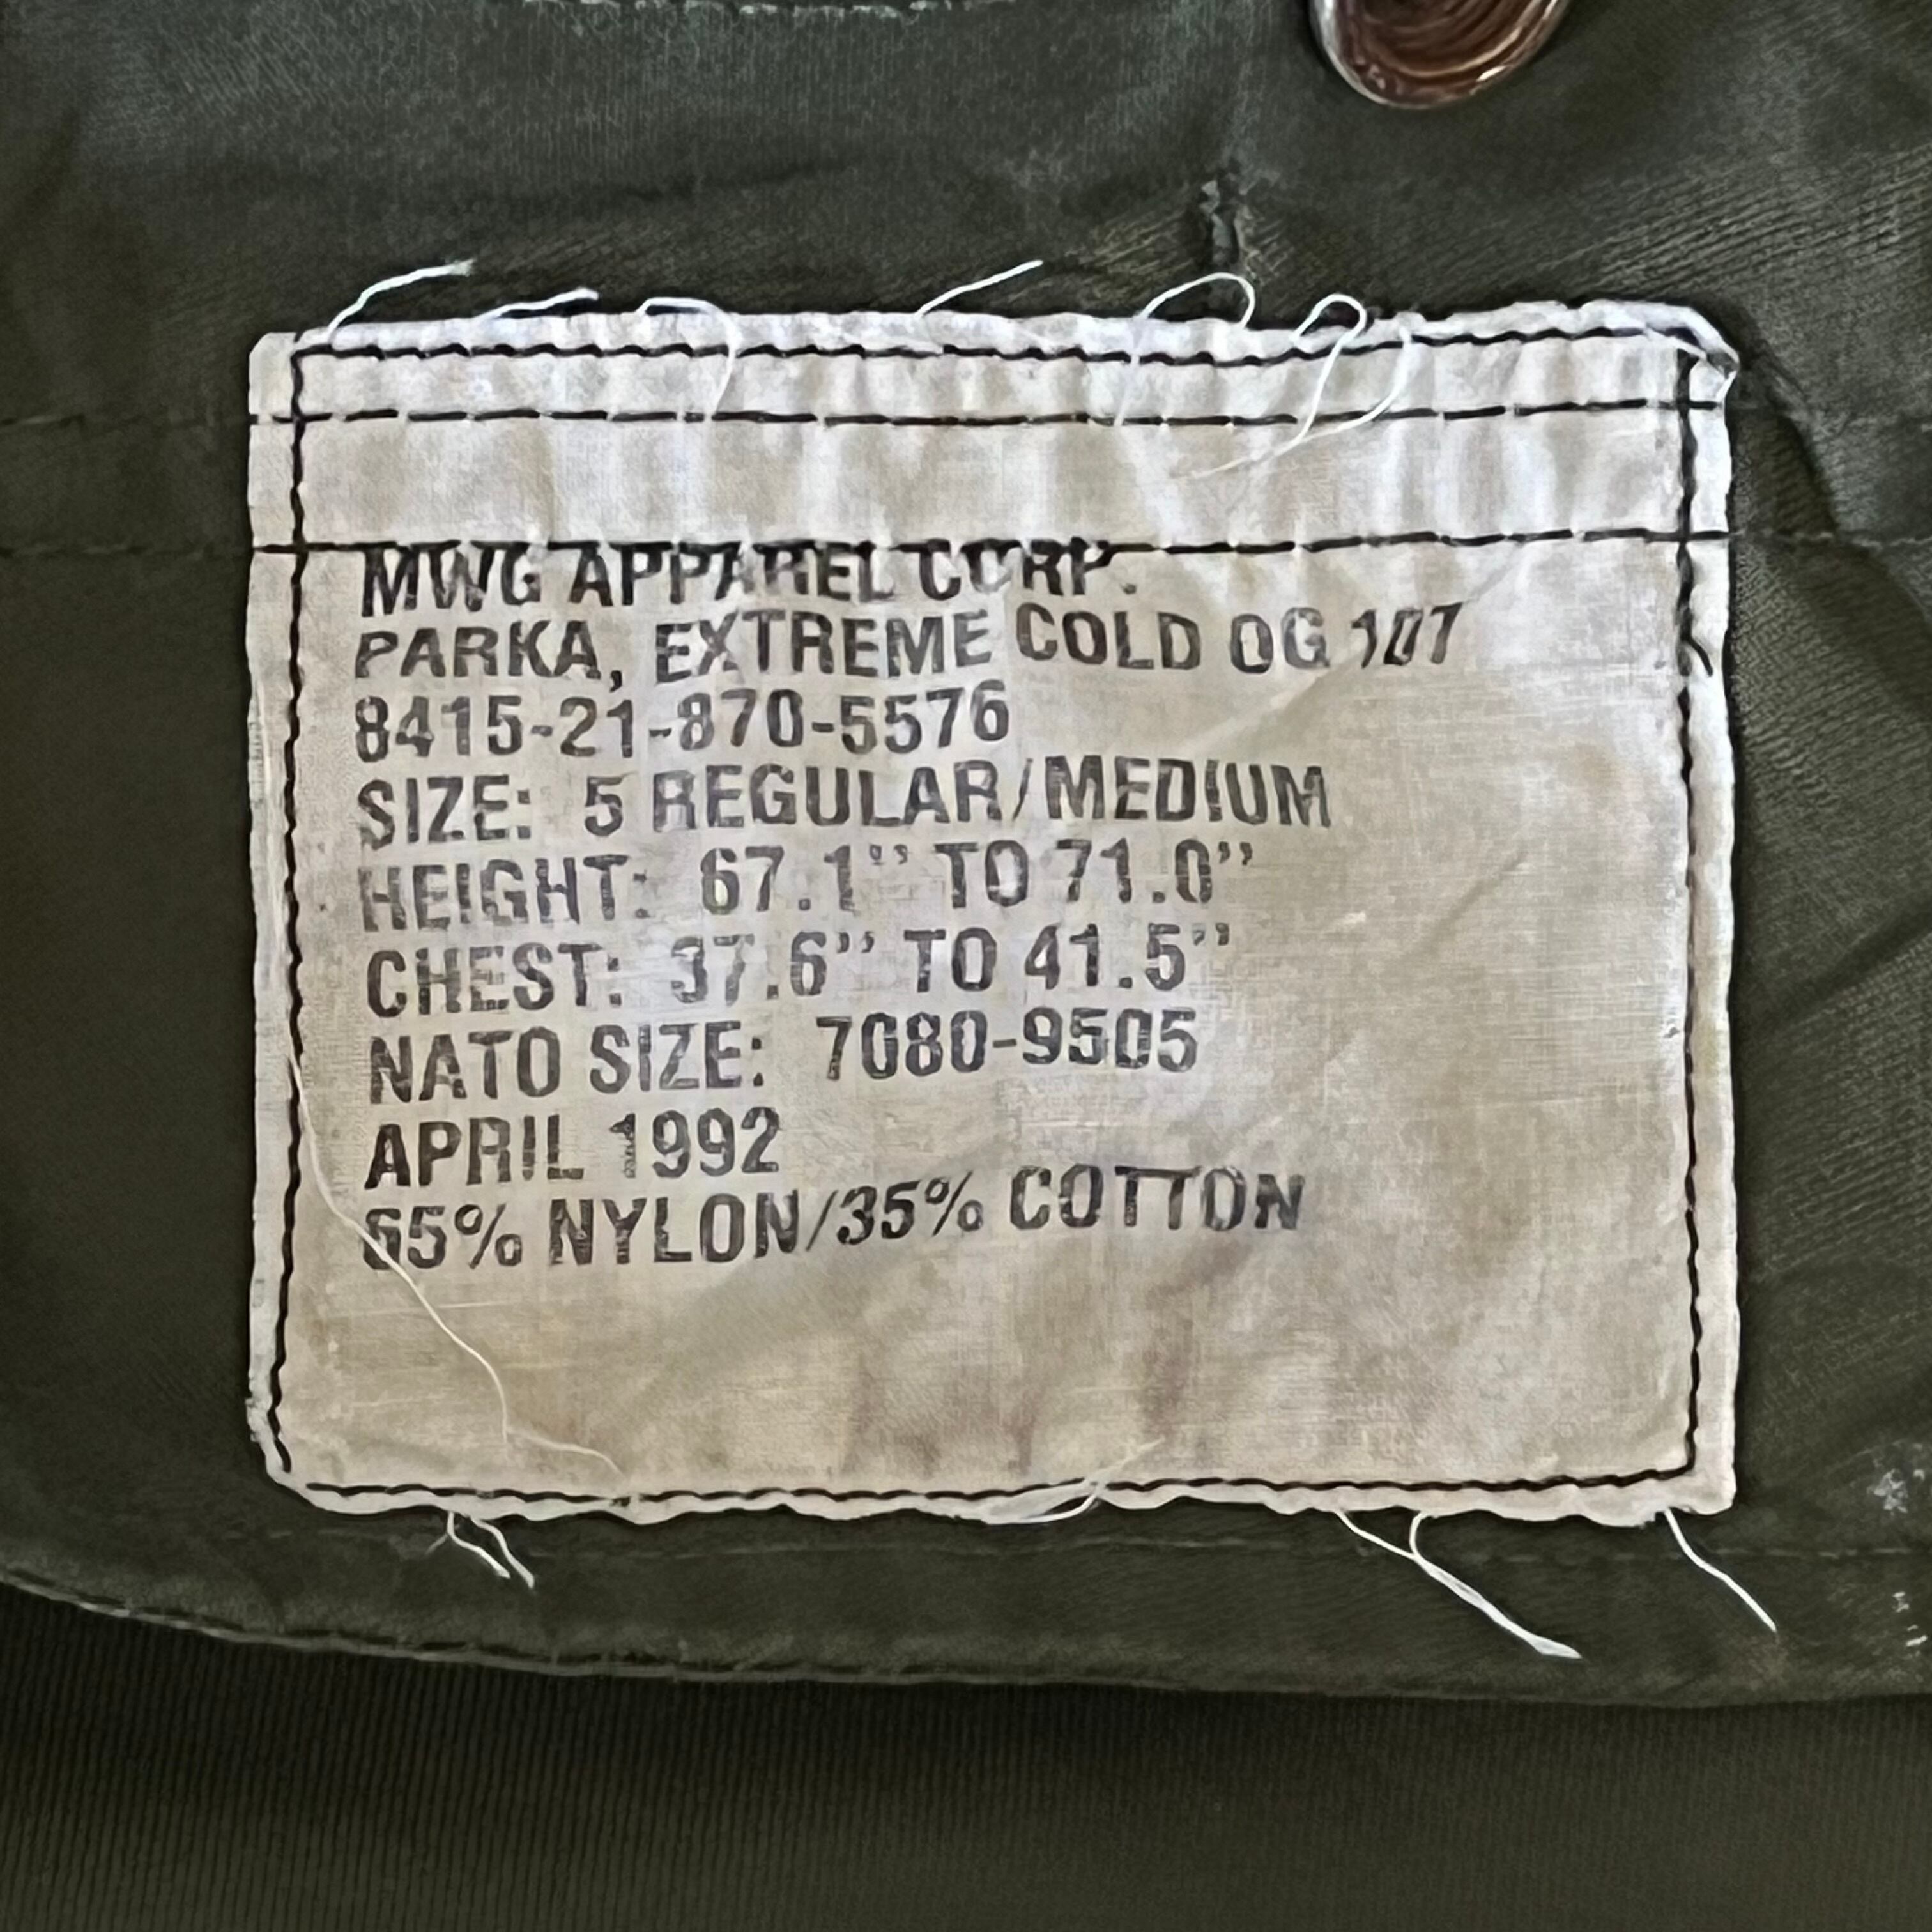 MWG APPAREL CORP.
PARKA, EXTREME COLD OG 107
8415-21-870-5576
SIZE: 5 REGULAR/MEDIUM
HEIGHT: 67.1" TO 71.0"
CHEST: 37.6" TO 41.5"
NATO SIZE: 7080-9505
APRIL 1992
65% NYLON/35% COTTON